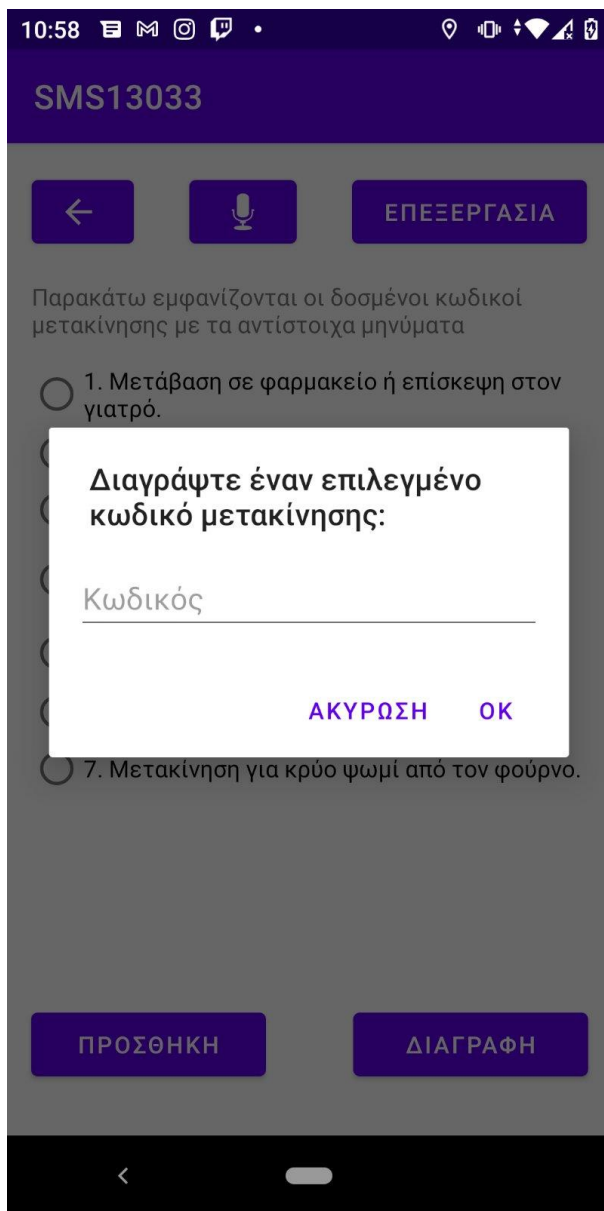 10:58
SMS13033
ΕΠΕΞΕΡΓΑΣΙΑ
Παρακάτω εμφανίζονται οι δοσμένοι κωδικοί
μετακίνησης με τα αντίστοιχα μηνύματα
1. Μετάβαση σε φαρμακείο ή επίσκεψη στον
γιατρό.
Διαγράψτε έναν επιλεγμένο
κωδικό μετακίνησης:
Κωδικός
ΑΚΥΡΩΣΗ
OK
7. Μετακίνηση για κρύο ψωμί από τον φούρνο.
ΠΡΟΣΘΗΚΗ
ΔΙΑΓΡΑΦΗ